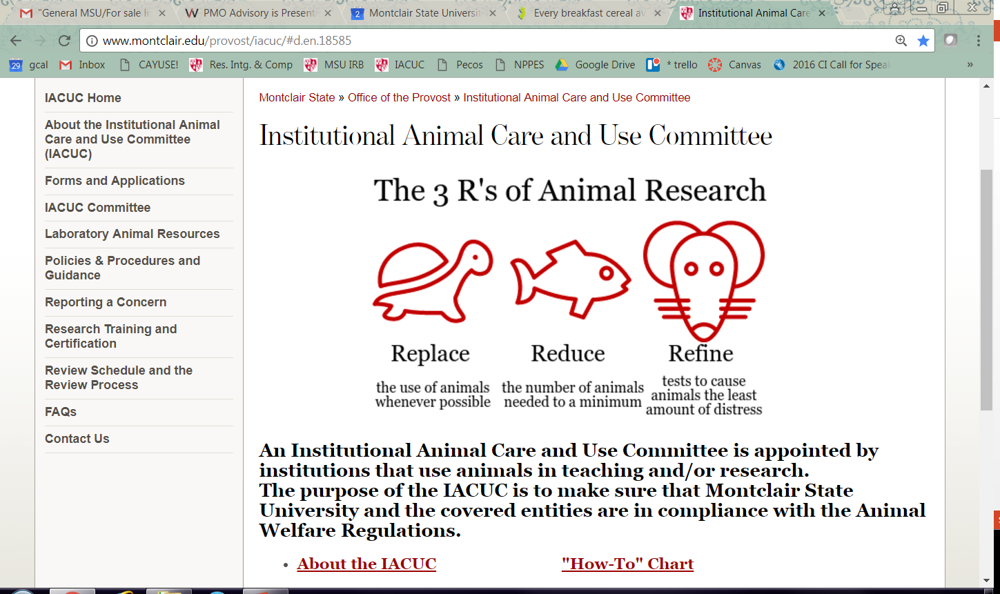 "General MSU/For sale li
PMO Advisory is Present
2 Montclair State Universit
Every breakfast cereal av
Institutional Animal Care
www.montclair.edu/provost/iacuc/#d.en.18585
29 gcal Inbox CAYUSE! Res. Intg. & Comp MSU IRB IACUC Pecos NPPES Google Drive * trello Canvas 2016 CI Call for Speak »
IACUC Home
About the Institutional Animal
Care and Use Committee
(IACUC)
Forms and Applications
IACUC Committee
Laboratory Animal Resources
Policies & Procedures and
Guidance
Reporting a Concern
Research Training and
Certification
Review Schedule and the
Review Process
FAQs
Contact Us
Montclair State » Office of the Provost » Institutional Animal Care and Use Committee
Institutional Animal Care and Use Committee
The 3 R's of Animal Research
Replace
the use of animals
whenever possible
Reduce
the number of animals
needed to a minimum
Refine
tests to cause
animals the least
amount of distress
An Institutional Animal Care and Use Committee is appointed by
institutions that use animals in teaching and/or research.
The purpose of the IACUC is to make sure that Montclair State
University and the covered entities are in compliance with the Animal
Welfare Regulations.
• About the IACUC "How-To" Chart